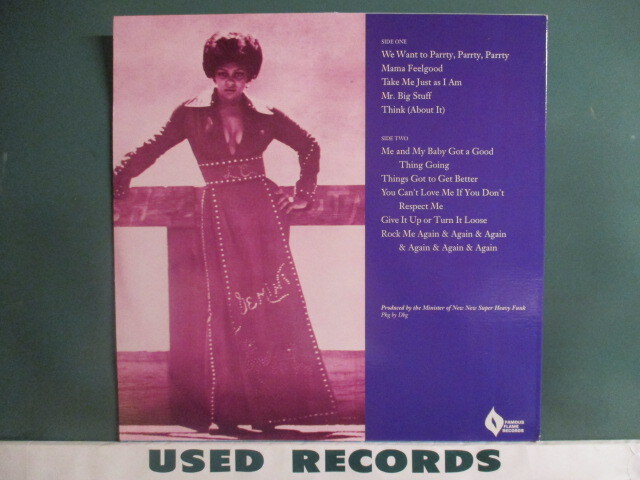 SIDE ONE
We Want to Parrty, Parrty, Parrty
Mama Feelgood
Take Me Just as I Am
Mr. Big Stuff
Think (About It)
SIDE TWO
Me and My Baby Got a Good
Thing Going
Things Got to Get Better
You Can't Love Me If You Don't
Respect Me
Give It Up or Turn It Loose
Rock Me Again & Again & Again
& Again & Again & Again
Produced by the Minister of New New Super Heavy Funk
Pkg by Dkg
FAMOUS
FLAME
RECORDS
USED RECORDS